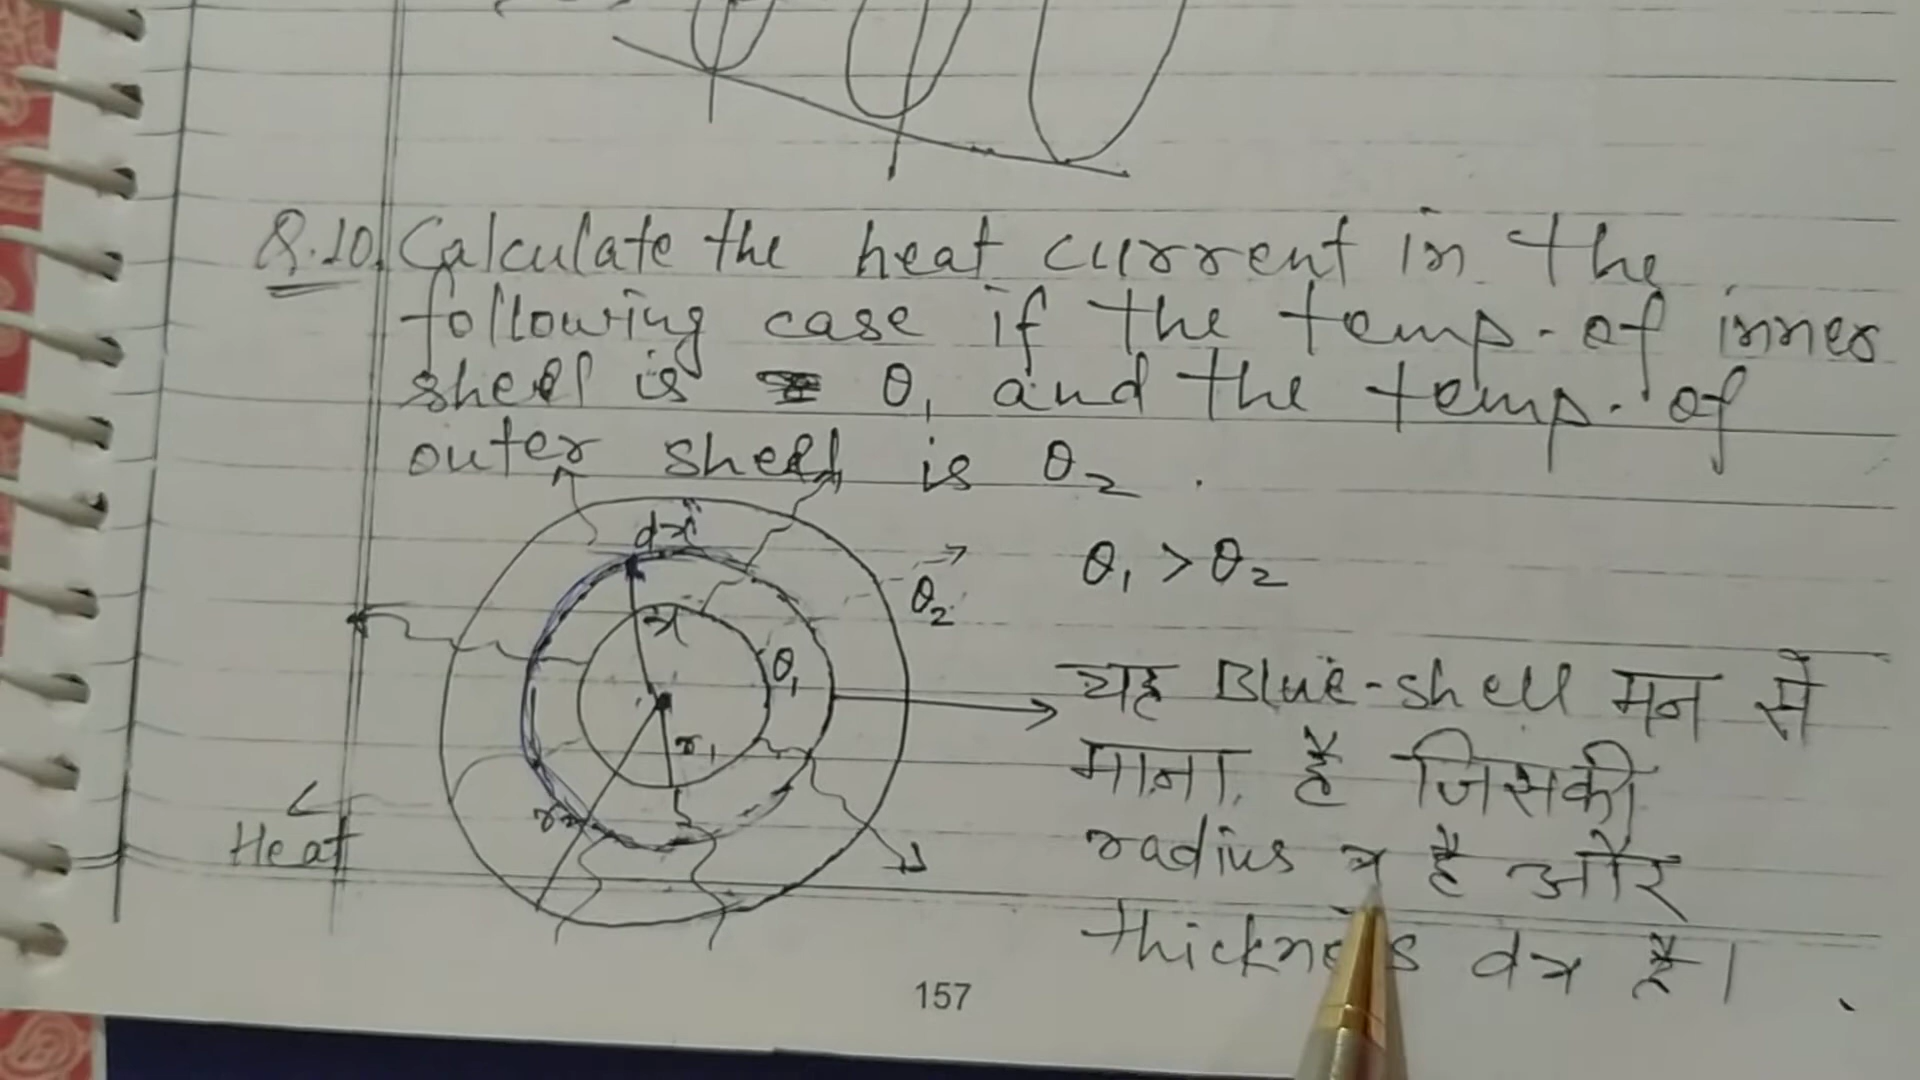 Q.10. Calculate the heat current in the
following case if the temp. of inner
shell is θ₁ and the temp. of
outer shell is θ₂.
dx
θ₁ > θ₂
θ₂
x
θ₁
यह Blue-shell मन से
माना है जिसकी
r₁
r₂
radius x है और
Heat
thicknes dx है।
157